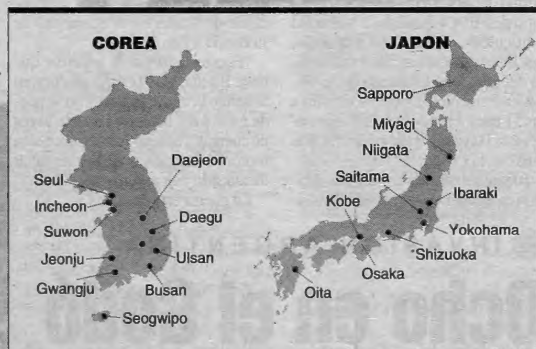 COREA
Seul
Incheon
Suwon
Jeonju
Gwangju
Seogwipo
Daejeon
Daegu
Ulsan
Busan
JAPON
Sapporo
Miyagi
Niigata
Saitama
Kobe
Ibaraki
Yokohama
Shizuoka
Osaka
Oita